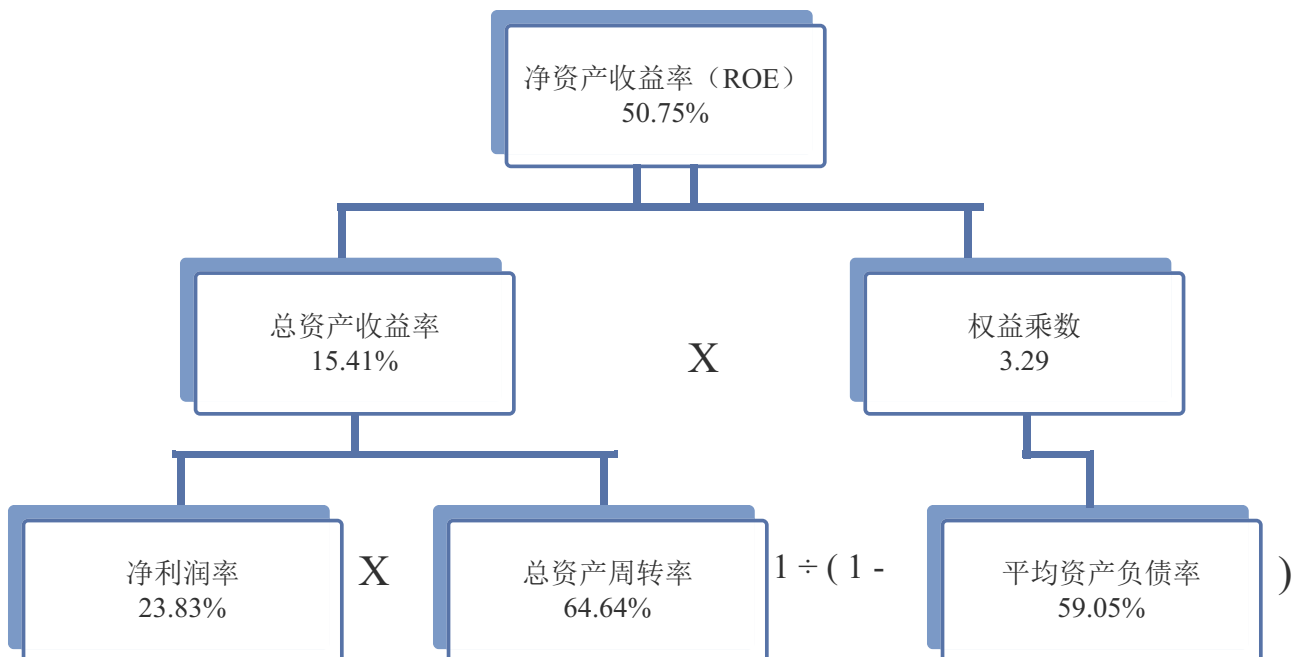 净资产收益率（ROE）
50.75%
总资产收益率
15.41%
X
权益乘数
3.29
净利润率
23.83%
X
总资产周转率
64.64%
1 ÷ ( 1 -
平均资产负债率
59.05%
)